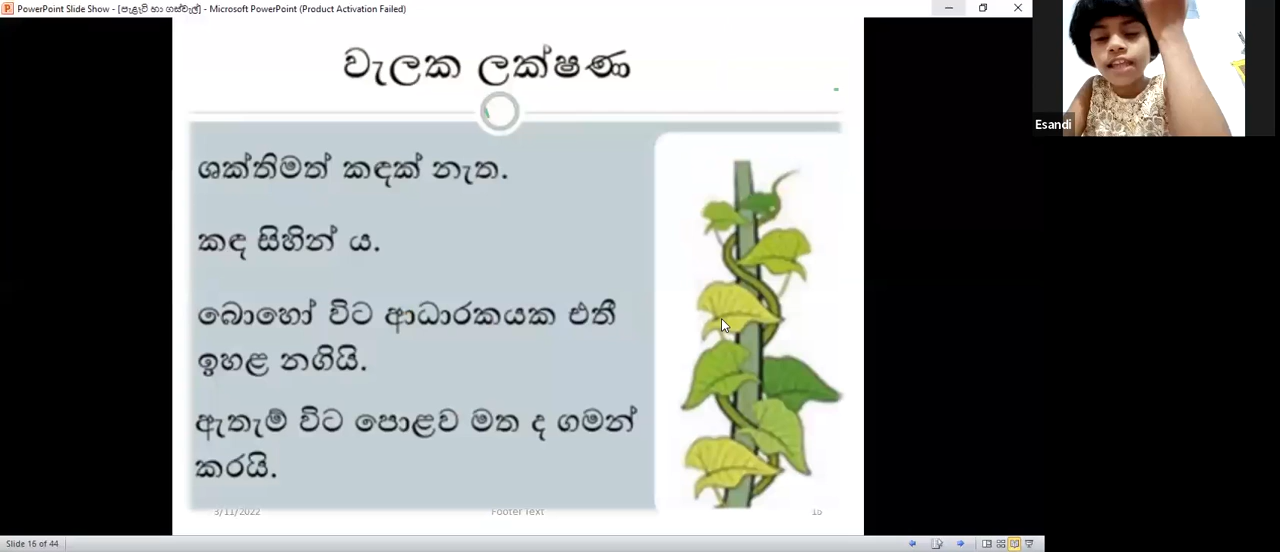 PowerPoint Slide Show - [පැළෑටි හා ගස්වැල්] - Microsoft PowerPoint (Product Activation Failed)
වැලක ලක්ෂණ
Esandi
ශක්තිමත් කඳක් නැත.
කඳ සිහින් ය.
බොහෝ විට ආධාරකයක එතී
ඉහළ නගියි.
ඇතැම් විට පොළව මත ද ගමන්
කරයි.
3/11/2022 Footer Text 16
Slide 16 of 44